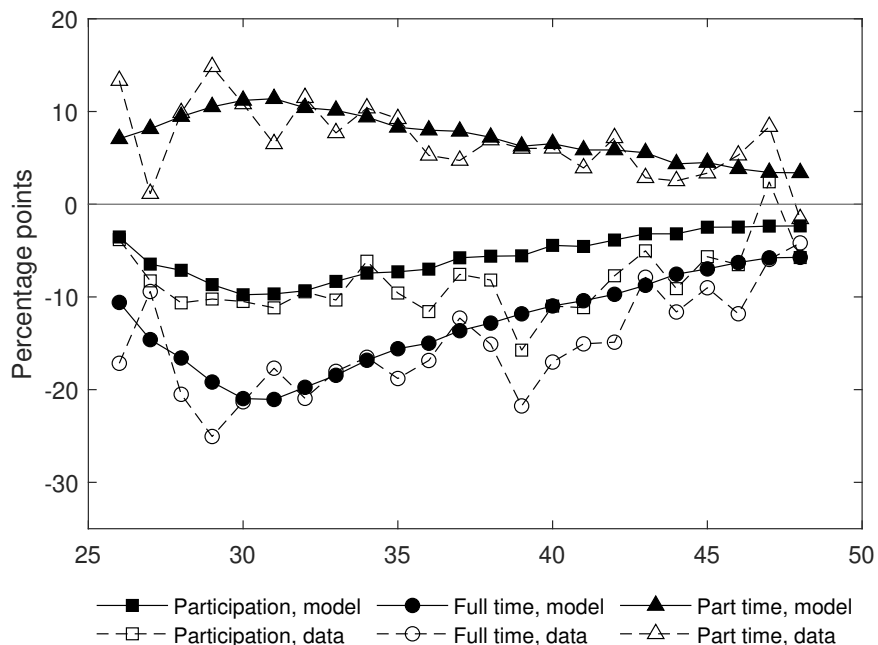 20
10
0
-10
-20
-30
Percentage points
25 30 35 40 45 50
Participation, model Full time, model Part time, model
Participation, data Full time, data Part time, data